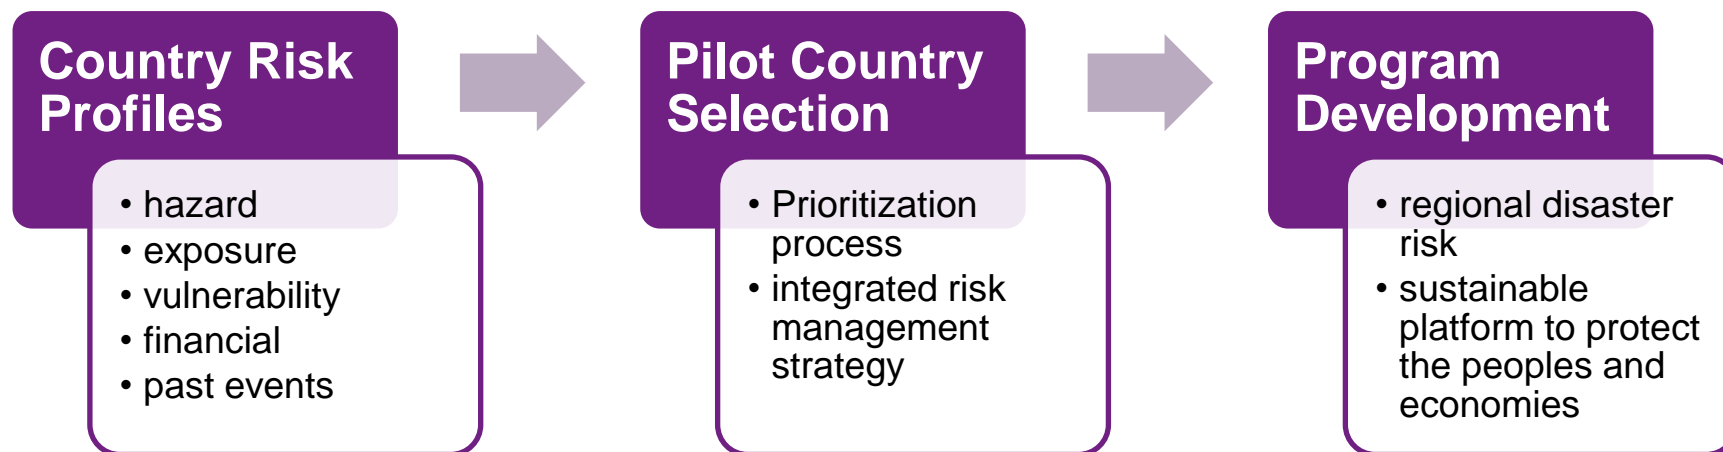 Country Risk
Profiles
• hazard
• exposure
• vulnerability
• financial
• past events
Pilot Country
Selection
• Prioritization
process
• integrated risk
management
strategy
Program
Development
• regional disaster
risk
• sustainable
platform to protect
the peoples and
economies